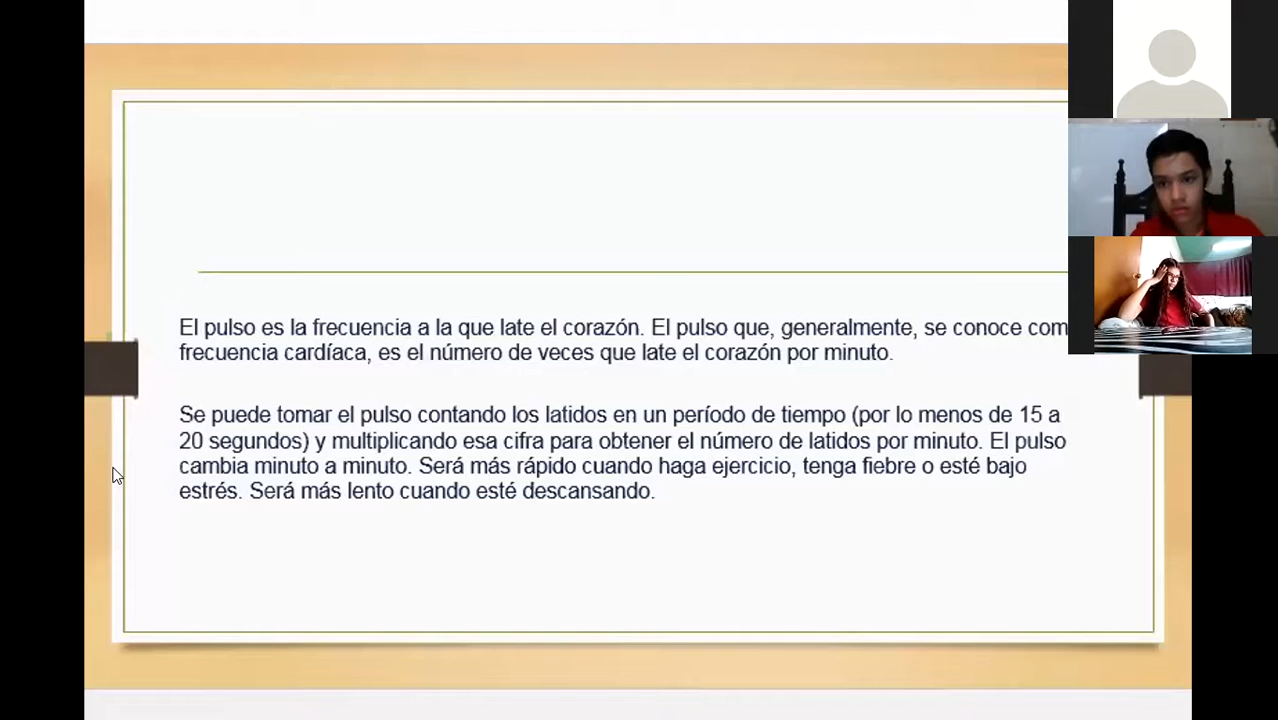 El pulso es la frecuencia a la que late el corazón. El pulso que, generalmente, se conoce com
frecuencia cardíaca, es el número de veces que late el corazón por minuto.
Se puede tomar el pulso contando los latidos en un período de tiempo (por lo menos de 15 a
20 segundos) y multiplicando esa cifra para obtener el número de latidos por minuto. El pulso
cambia minuto a minuto. Será más rápido cuando haga ejercicio, tenga fiebre o esté bajo
estrés. Será más lento cuando esté descansando.